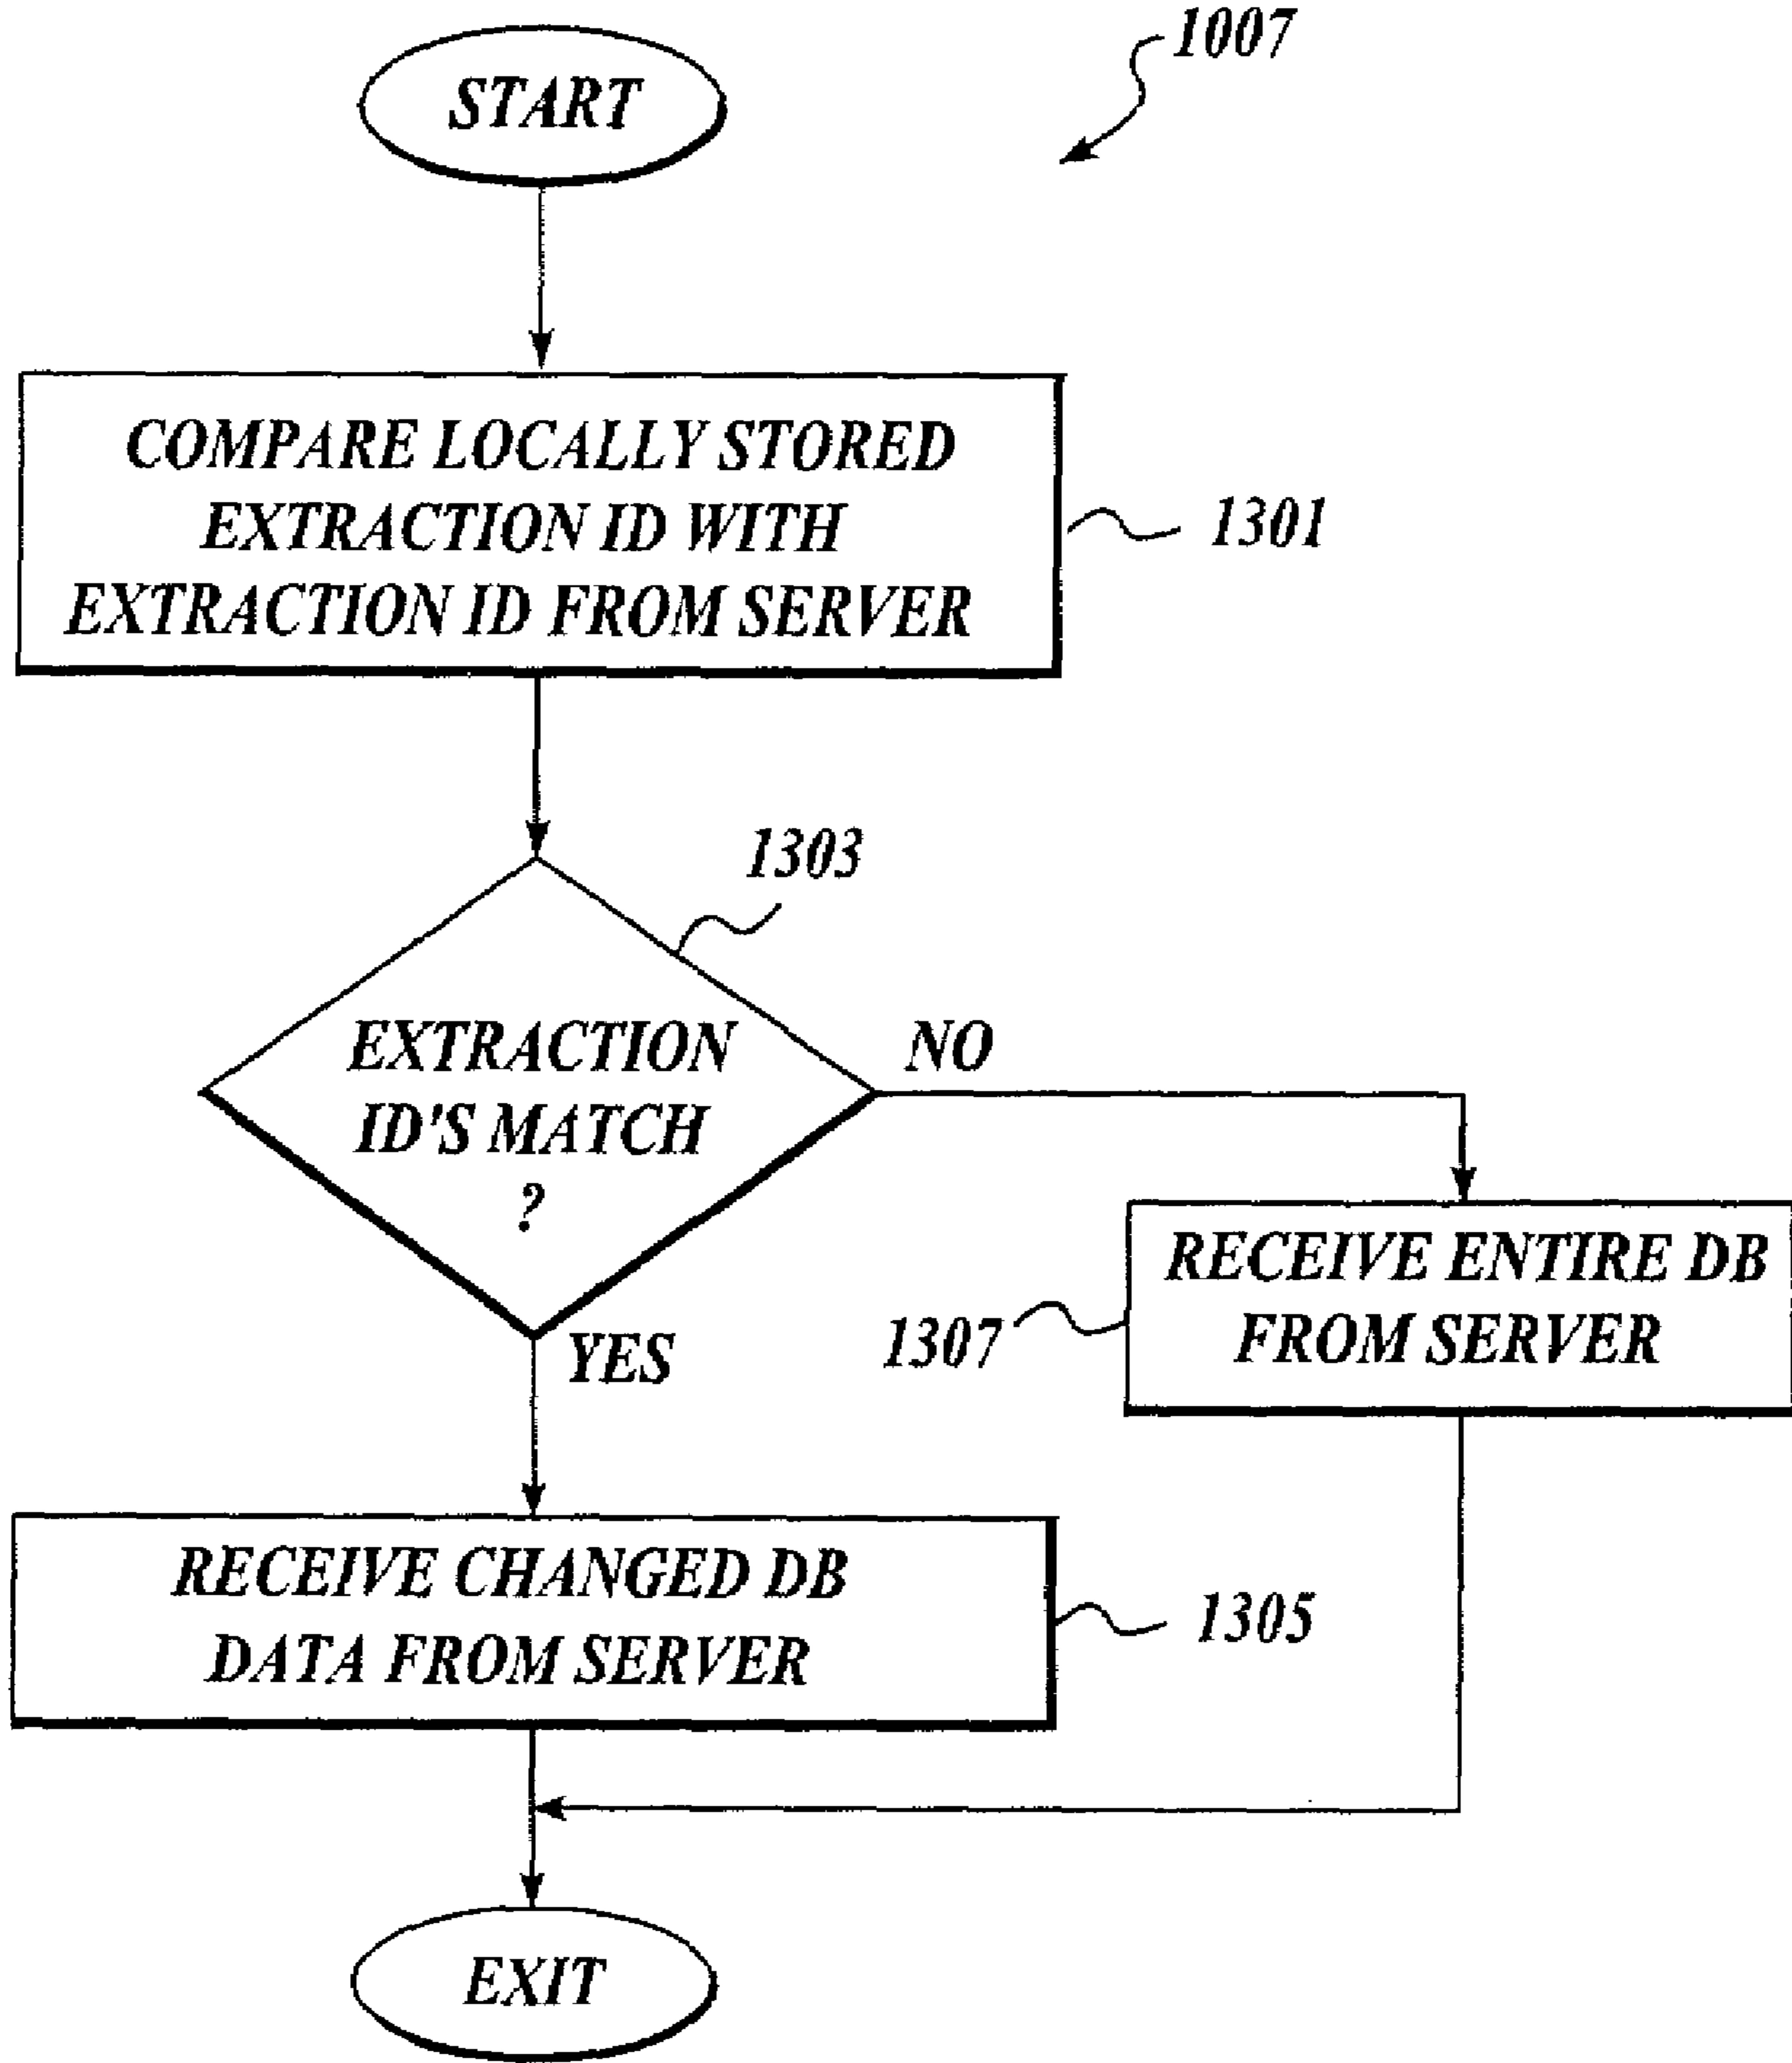 1007
START
COMPARE LOCALLY STORED
EXTRACTION ID WITH
EXTRACTION ID FROM SERVER
1301
1303
EXTRACTION
ID'S MATCH
?
NO
YES
RECEIVE ENTIRE DB
FROM SERVER
1307
RECEIVE CHANGED DB
DATA FROM SERVER
1305
EXIT